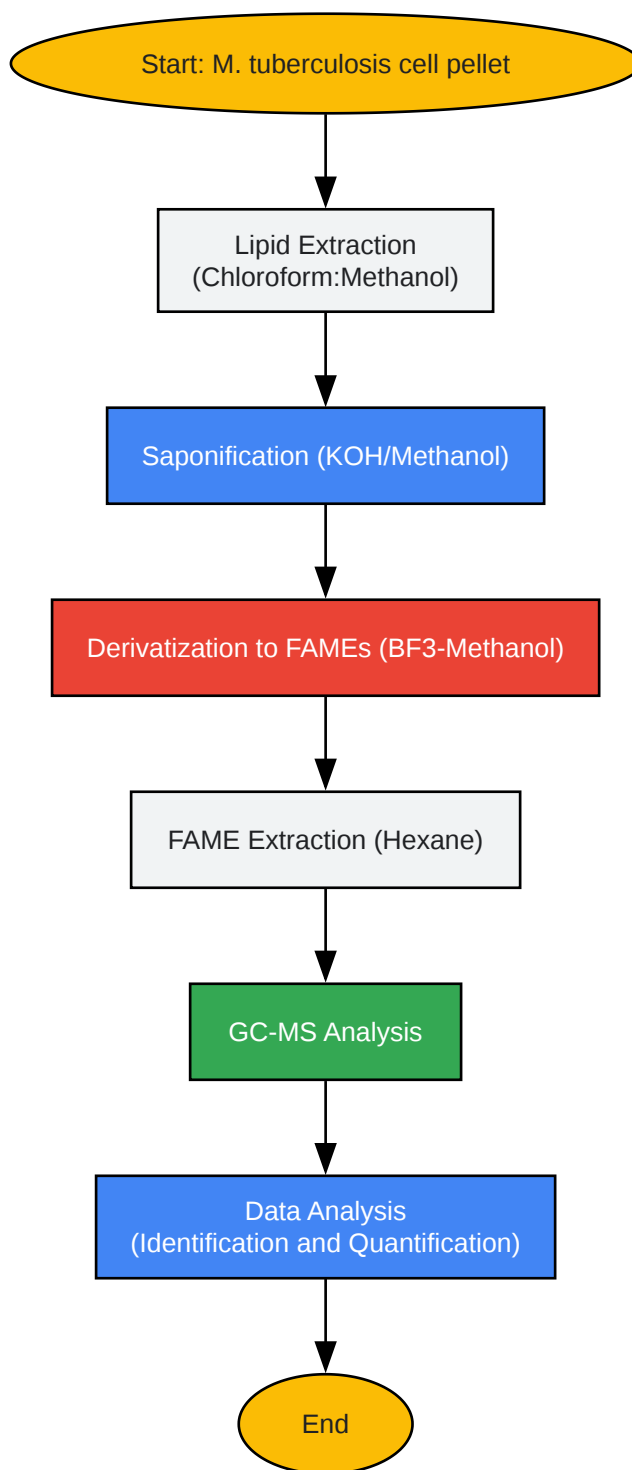 Start: M. tuberculosis cell pellet
Lipid Extraction
(Chloroform:Methanol)
Saponification (KOH/Methanol)
Derivatization to FAMEs (BF3-Methanol)
FAME Extraction (Hexane)
GC-MS Analysis
Data Analysis
(Identification and Quantification)
End